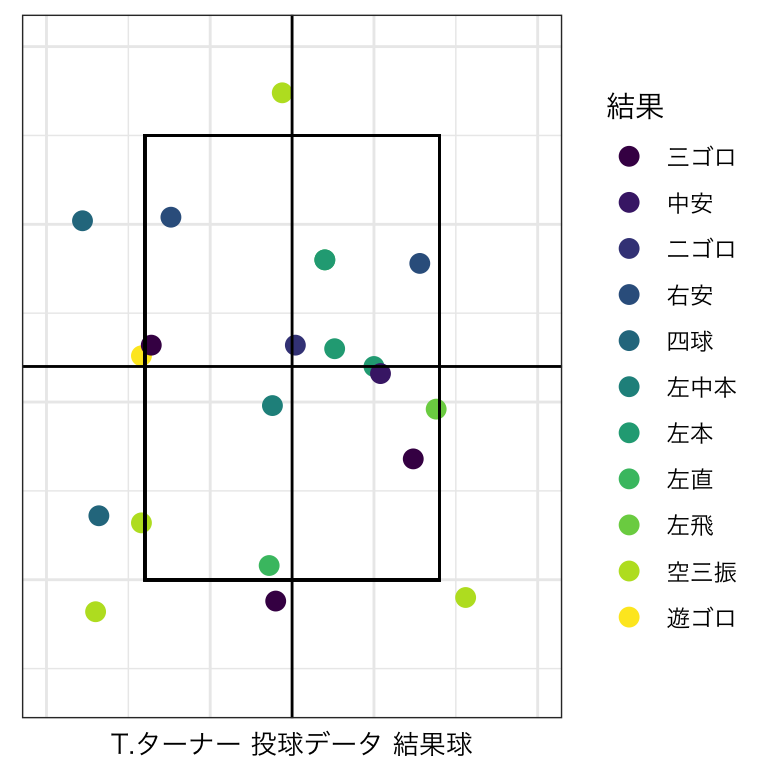 結果
三ゴロ
中安
二ゴロ
右安
四球
左中本
左本
左直
左飛
空三振
遊ゴロ
T.ターナー 投球データ 結果球